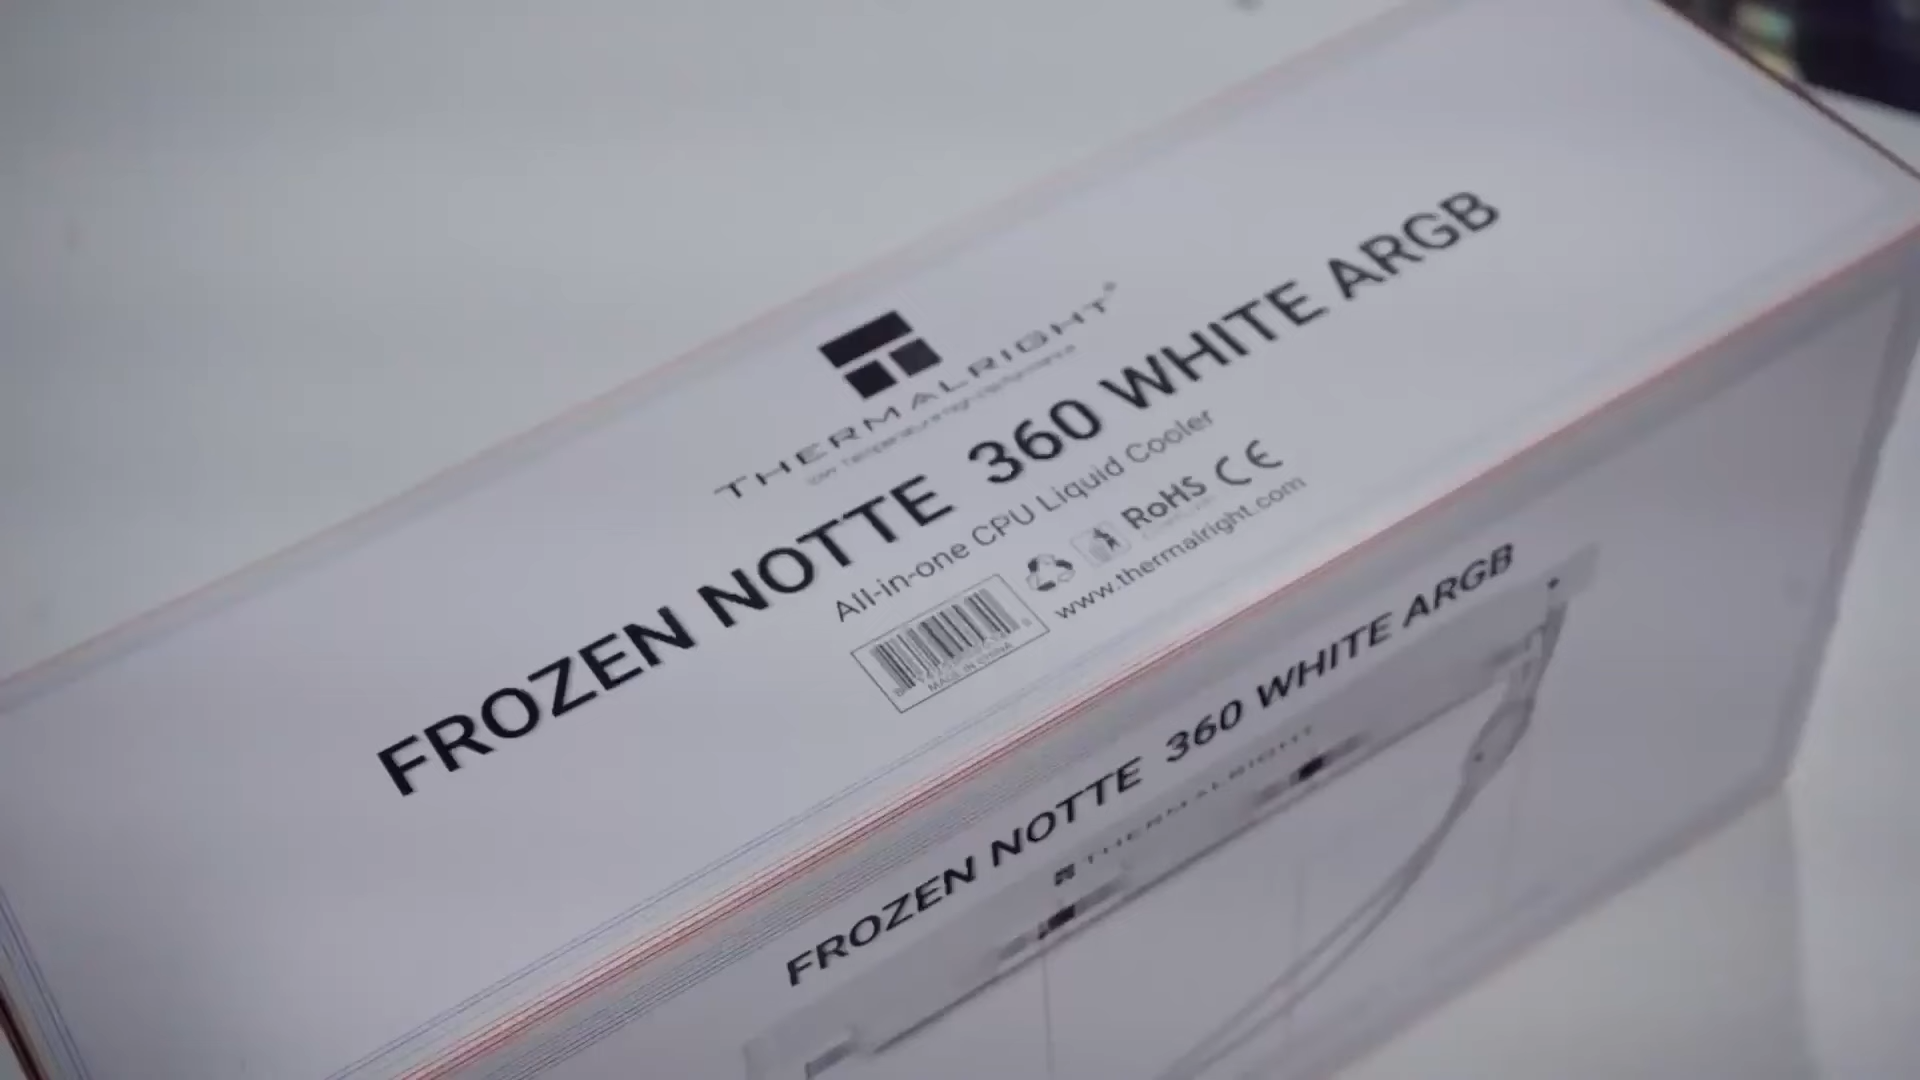 THERMALRIGHT®
FROZEN NOTTE 360 WHITE ARGB
All-in-one CPU Liquid Cooler
RoHS CE
www.thermalright.com
MADE IN CHINA
FROZEN NOTTE 360 WHITE ARGB
THERMALRIGHT